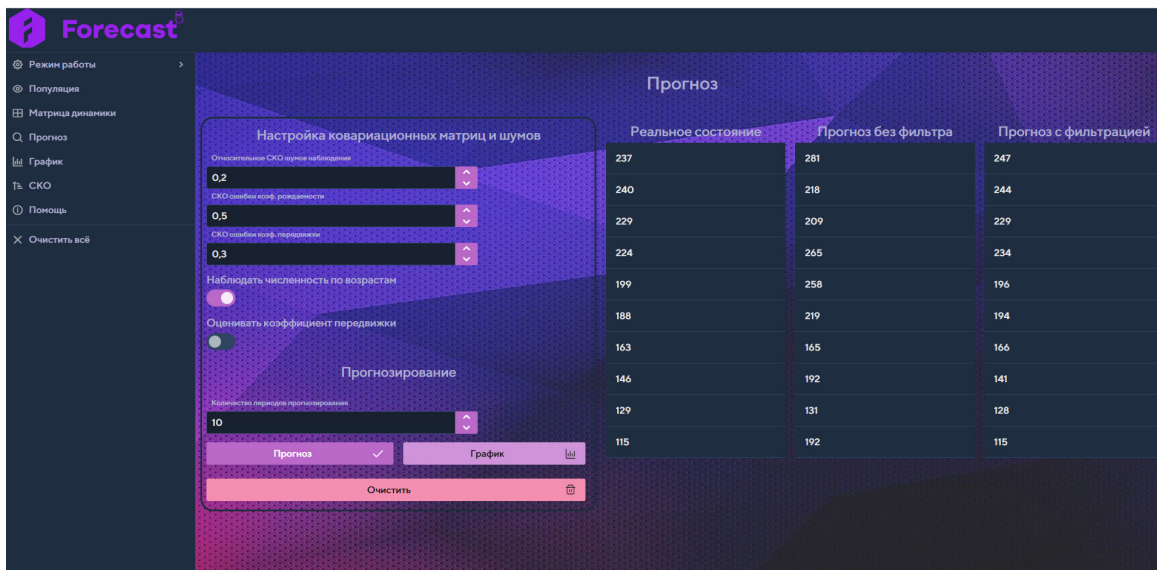 Forecast
Режим работы
Популяция
Матрица динамики
Прогноз
График
СКО
Помощь
Очистить всё
Прогноз
Настройка ковариационных матриц и шумов
Относительное СКО шумов наблюдения
0,2
СКО ошибки коэф. рождаемости
0,5
СКО ошибки коэф. передвижки
0,3
Наблюдать численность по возрастам
Оценивать коэффициент передвижки
Прогнозирование
Количество периодов прогнозирования
10
Прогноз График
Очистить
Реальное состояние Прогноз без фильтра Прогноз с фильтрацией
237 281 247
240 218 244
229 209 229
224 265 234
199 258 196
188 219 194
163 165 166
146 192 141
129 131 128
115 192 115